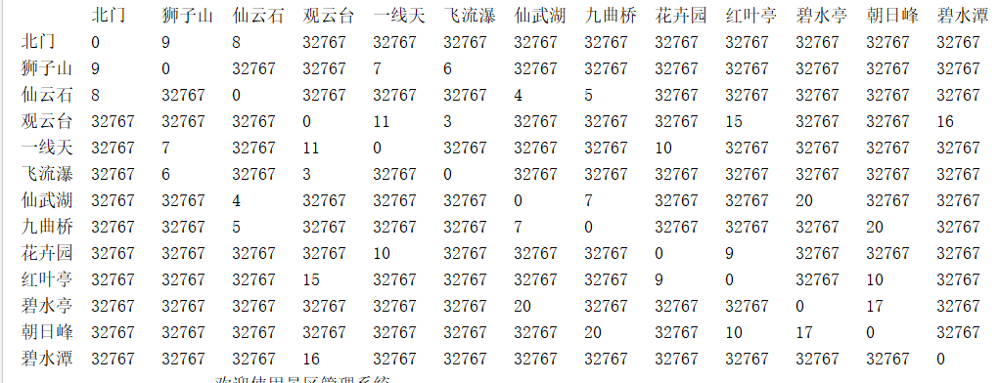 北门 狮子山 仙云石 观云台 一线天 飞流瀑 仙武湖 九曲桥 花卉园 红叶亭 碧水亭 朝日峰 碧水潭
北门 0 9 8 32767 32767 32767 32767 32767 32767 32767 32767 32767 32767
狮子山 9 0 32767 32767 7 6 32767 32767 32767 32767 32767 32767 32767
仙云石 8 32767 0 32767 32767 32767 4 5 32767 32767 32767 32767 32767
观云台 32767 32767 32767 0 11 3 32767 32767 32767 15 32767 32767 16
一线天 32767 7 32767 11 0 32767 32767 32767 10 32767 32767 32767 32767
飞流瀑 32767 6 32767 3 32767 0 32767 32767 32767 32767 32767 32767 32767
仙武湖 32767 32767 4 32767 32767 32767 0 7 32767 32767 20 32767 32767
九曲桥 32767 32767 5 32767 32767 32767 7 0 32767 32767 32767 20 32767
花卉园 32767 32767 32767 32767 10 32767 32767 32767 0 9 32767 32767 32767
红叶亭 32767 32767 32767 15 32767 32767 32767 32767 9 0 32767 10 32767
碧水亭 32767 32767 32767 32767 32767 32767 20 32767 32767 32767 0 17 32767
朝日峰 32767 32767 32767 32767 32767 32767 32767 20 32767 10 17 0 32767
碧水潭 32767 32767 32767 16 32767 32767 32767 32767 32767 32767 32767 32767 0
欢迎使用景区管理系统